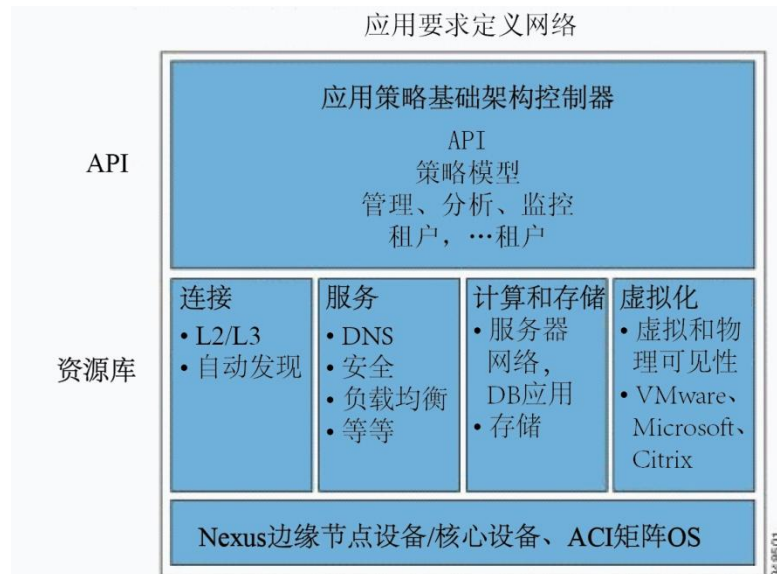 应用要求定义网络
应用策略基础架构控制器
API
API
策略模型
管理、分析、监控
租户，…租户
资源库
连接
• L2/L3
• 自动发现
服务
• DNS
• 安全
• 负载均衡
• 等等
计算和存储
• 服务器
网络，
DB应用
• 存储
虚拟化
• 虚拟和物
理可见性
• VMware、
Microsoft、
Citrix
Nexus边缘节点设备/核心设备、ACI矩阵OS